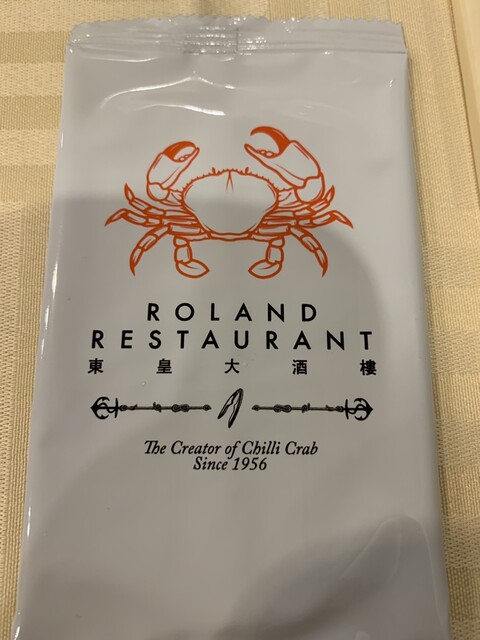 ROLAND
RESTAURANT
東皇大酒樓
The Creator of Chilli Crab
Since 1956